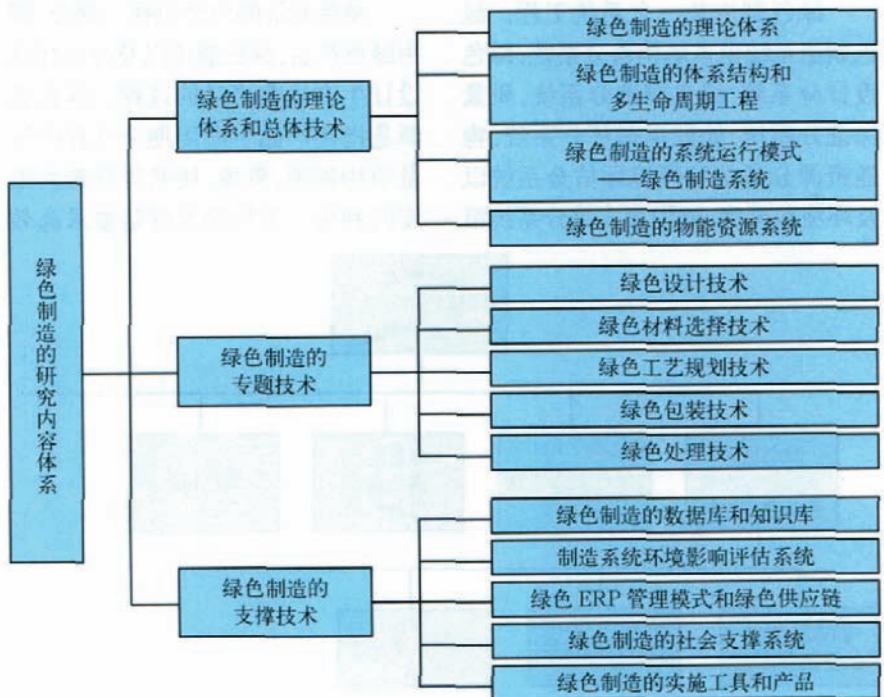 绿色制造的研究内容体系
绿色制造的理论
体系和总体技术
绿色制造的理论体系
绿色制造的体系结构和
多生命周期工程
绿色制造的系统运行模式
—绿色制造系统
绿色制造的物能资源系统
绿色制造的
专题技术
绿色设计技术
绿色材料选择技术
绿色工艺规划技术
绿色包装技术
绿色处理技术
绿色制造的
支撑技术
绿色制造的数据库和知识库
制造系统环境影响评估系统
绿色 ERP 管理模式和绿色供应链
绿色制造的社会支撑系统
绿色制造的实施工具和产品